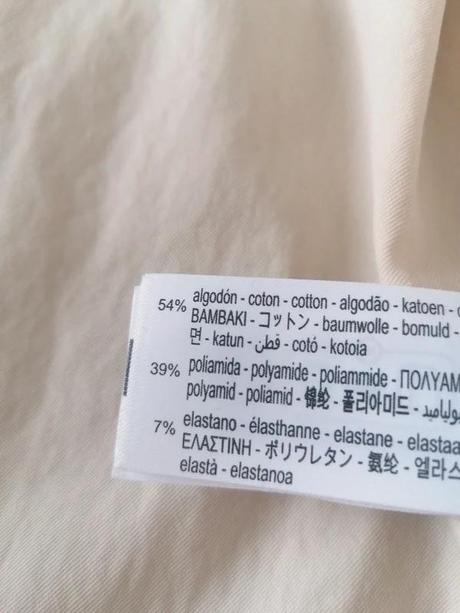 54% algodón - coton - cotton - algodão - katoen -
BAMBAKI - コットン - baumwolle - bomuld -
면 - katun - قطن - cotó - kotoia
39% poliamida - polyamide - poliammide - ΠΟΛΥΑΜ
polyamid - poliamid - 锦纶 - 폴리아미드 -
7% elastano - élasthanne - elastane - elastaa
ΕΛΑΣΤΙΝΗ - ポリウレタン - 氨纶 - 엘라스
elastà - elastanoa